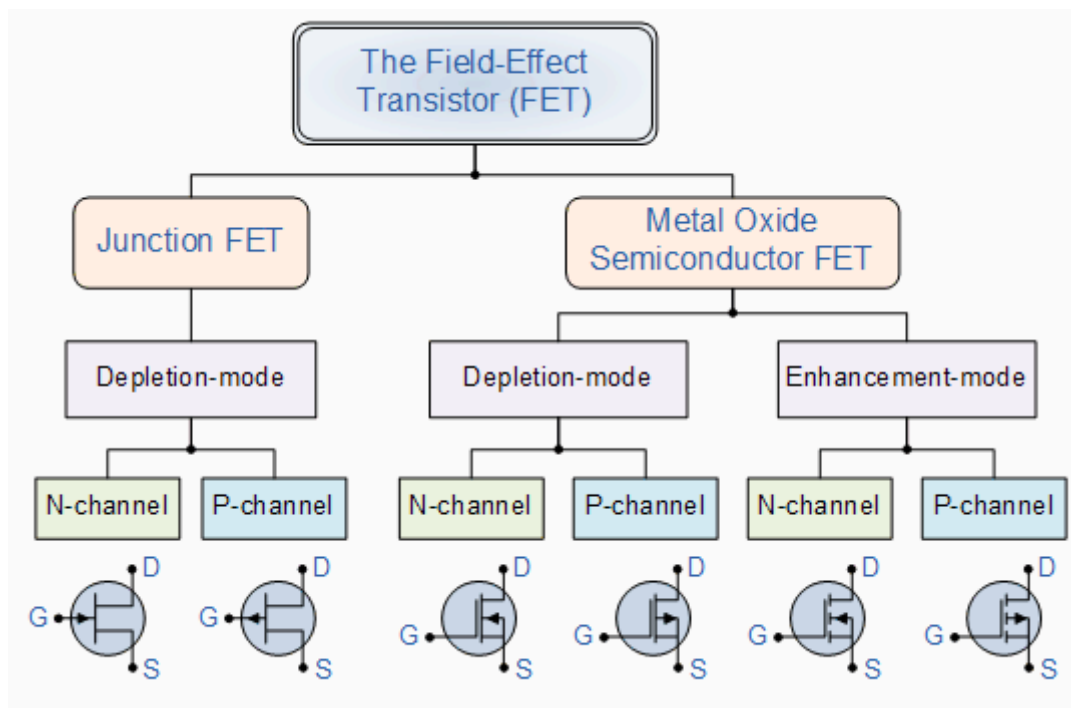 The Field-Effect
Transistor (FET)
Junction FET
Metal Oxide
Semiconductor FET
Depletion-mode
Depletion-mode
Enhancement-mode
N-channel
P-channel
N-channel
P-channel
N-channel
P-channel
D
D
D
D
D
D
G
G
G
G
G
G
S
S
S
S
S
S